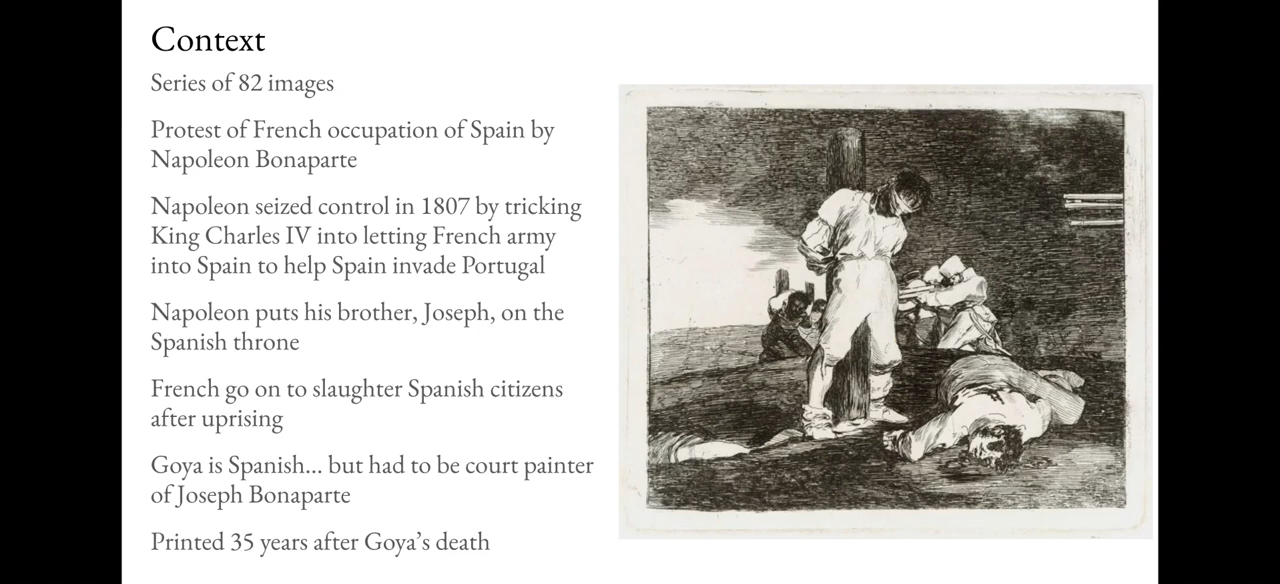 Context
Series of 82 images
Protest of French occupation of Spain by
Napoleon Bonaparte
Napoleon seized control in 1807 by tricking
King Charles IV into letting French army
into Spain to help Spain invade Portugal
Napoleon puts his brother, Joseph, on the
Spanish throne
French go on to slaughter Spanish citizens
after uprising
Goya is Spanish... but had to be court painter
of Joseph Bonaparte
Printed 35 years after Goya’s death